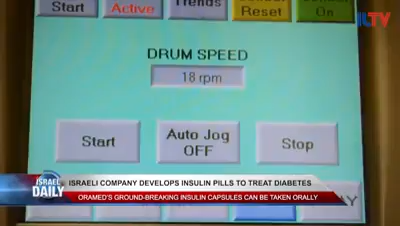 Start
Active
Trends
Reset
On
ILTV
DRUM SPEED
18 rpm
Start
Auto Jog
OFF
Stop
ISRAEL
DAILY
ISRAELI COMPANY DEVELOPS INSULIN PILLS TO TREAT DIABETES
ORAMED'S GROUND-BREAKING INSULIN CAPSULES CAN BE TAKEN ORALLY